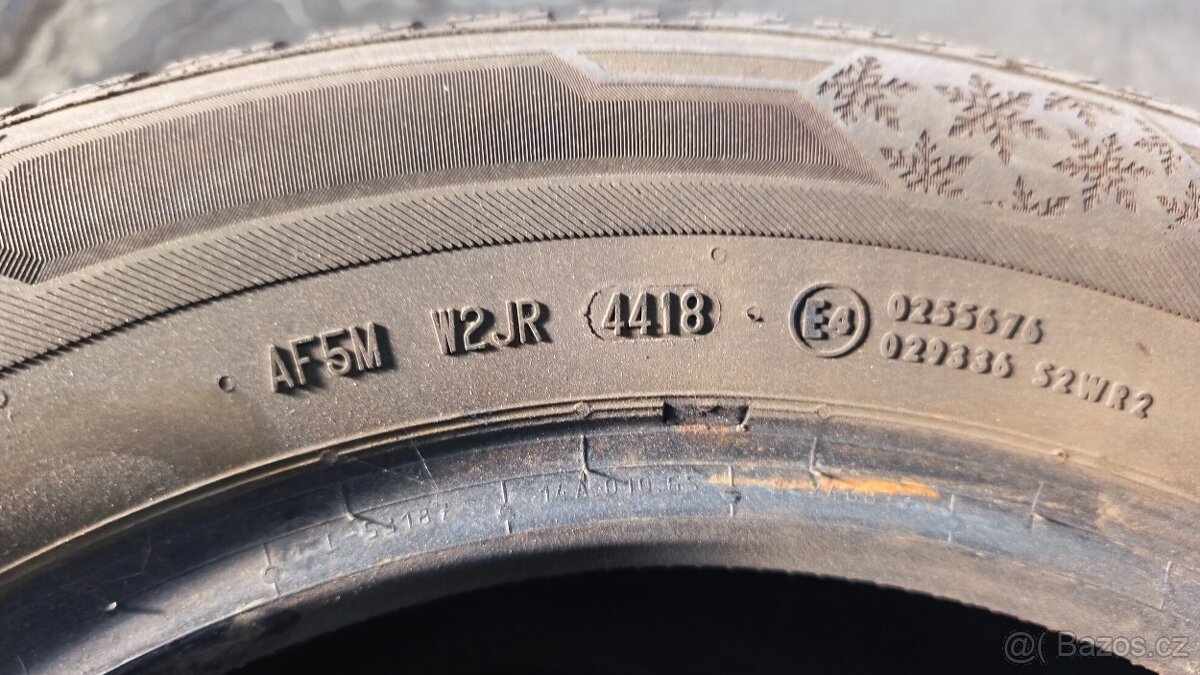 AF5M W2JR 4418 E4 0255676
029336 S2WR2
@( Bazos.cz